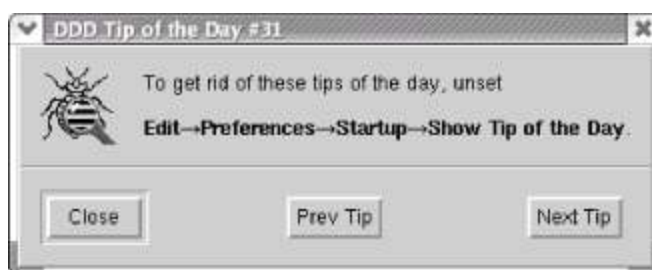 DDD Tip of the Day #31
To get rid of these tips of the day, unset
Edit→Preferences→Startup→Show Tip of the Day.
Close
Prev Tip
Next Tip